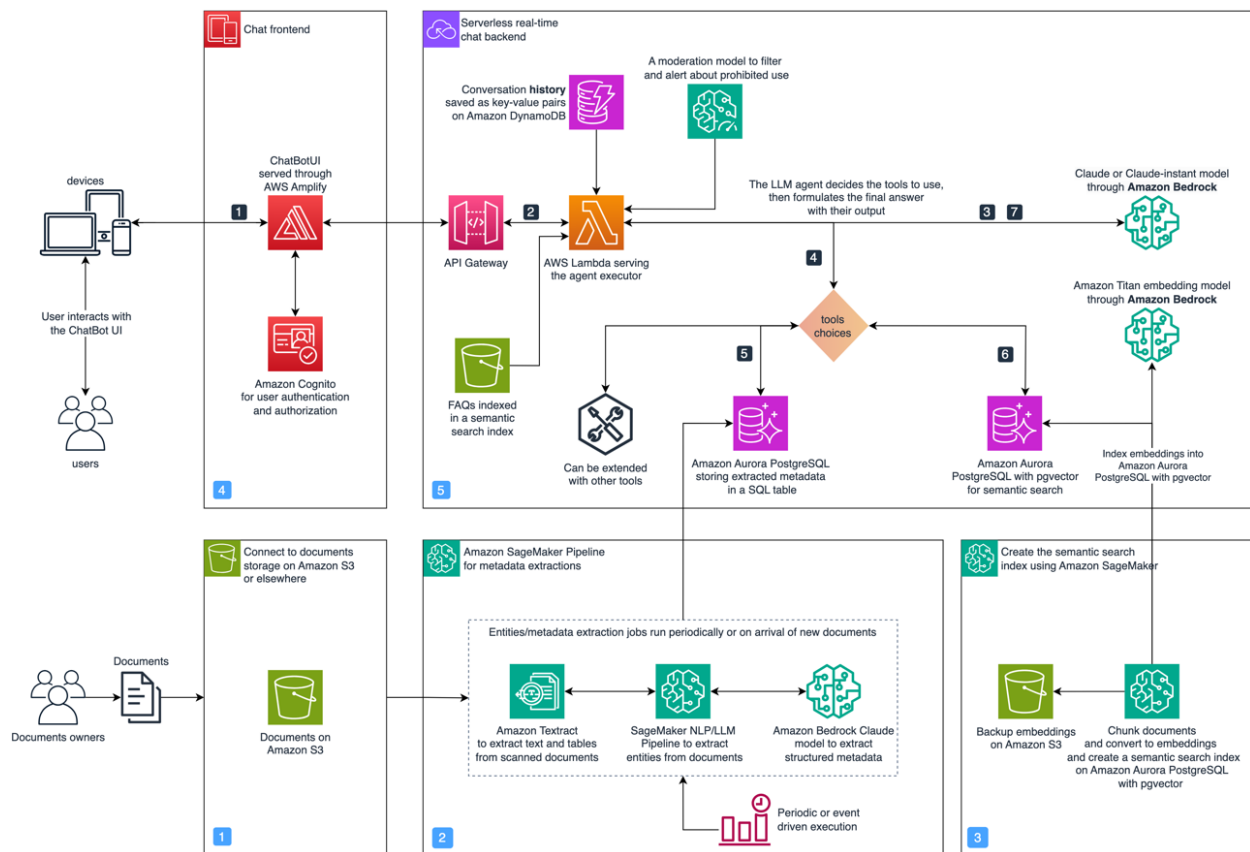 Chat frontend
Serverless real-time
chat backend
Conversation history
saved as key-value pairs
on Amazon DynamoDB
A moderation model to filter
and alert about prohibited use
devices
ChatBotUI
served through
AWS Amplify
The LLM agent decides the tools to use,
then formulates the final answer
with their output
Claude or Claude-instant model
through Amazon Bedrock
1
2
3
7
API Gateway
AWS Lambda serving
the agent executor
4
Amazon Titan embedding model
through Amazon Bedrock
User interacts with
the ChatBot UI
tools
choices
5
6
Amazon Cognito
for user authentication
and authorization
FAQs indexed
in a semantic
search index
users
Can be extended
with other tools
Amazon Aurora PostgreSQL
storing extracted metadata
in a SQL table
Amazon Aurora
PostgreSQL with pgvector
for semantic search
Index embeddings into
Amazon Aurora
PostgreSQL with pgvector
4
5
Connect to documents
storage on Amazon S3
or elsewhere
Amazon SageMaker Pipeline
for metadata extractions
Create the semantic search
index using Amazon SageMaker
Entities/metadata extraction jobs run periodically or on arrival of new documents
Documents
Documents owners
Documents on
Amazon S3
Amazon Textract
to extract text and tables
from scanned documents
SageMaker NLP/LLM
Pipeline to extract
entities from documents
Amazon Bedrock Claude
model to extract
structured metadata
Backup embeddings
on Amazon S3
Chunk documents
and convert to embeddings
and create a semantic search index
on Amazon Aurora PostgreSQL
with pgvector
Periodic or event
driven execution
1
2
3